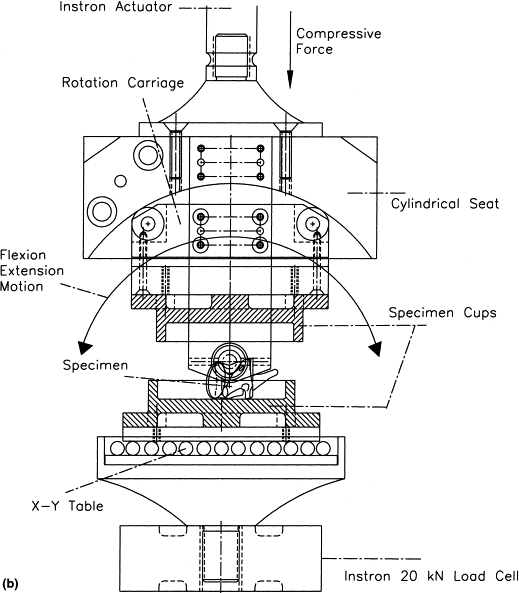 Instron Actuator
Compressive
Force
Rotation Carriage
Cylindrical Seat
Flexion
Extension
Motion
Specimen Cups
Specimen
X-Y Table
(b)
Instron 20 kN Load Cell